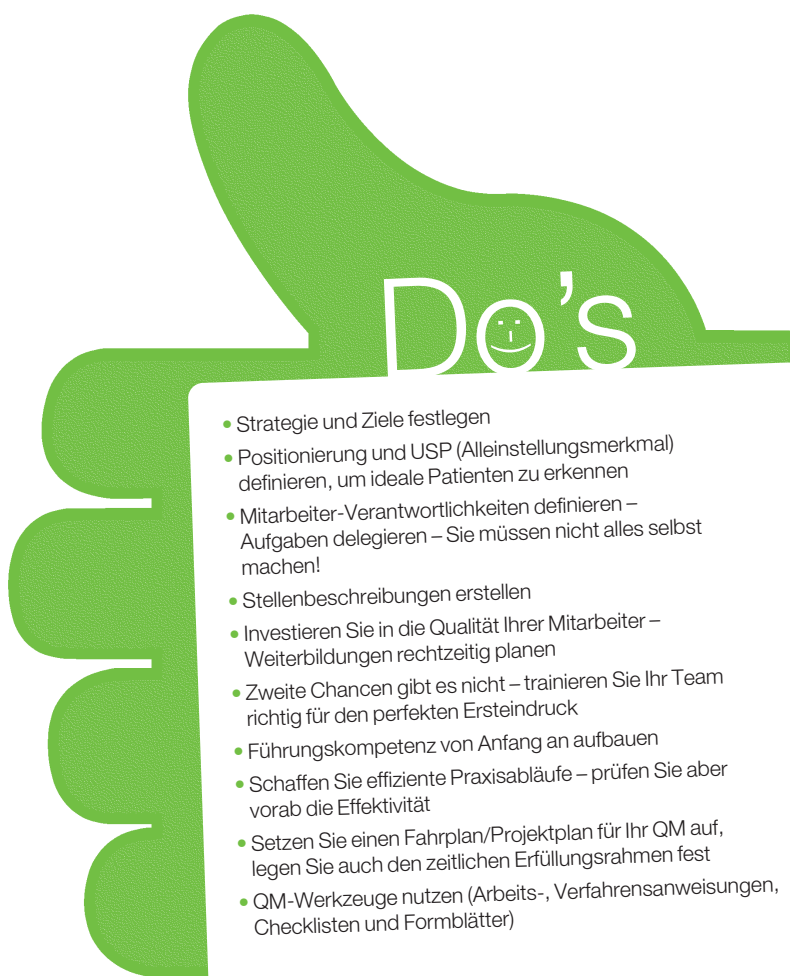 Do's
• Strategie und Ziele festlegen
• Positionierung und USP (Alleinstellungsmerkmal)
definieren, um ideale Patienten zu erkennen
• Mitarbeiter-Verantwortlichkeiten definieren –
Aufgaben delegieren – Sie müssen nicht alles selbst
machen!
• Stellenbeschreibungen erstellen
• Investieren Sie in die Qualität Ihrer Mitarbeiter –
Weiterbildungen rechtzeitig planen
• Zweite Chancen gibt es nicht – trainieren Sie Ihr Team
richtig für den perfekten Ersteindruck
• Führungskompetenz von Anfang an aufbauen
• Schaffen Sie effiziente Praxisabläufe – prüfen Sie aber
vorab die Effektivität
• Setzen Sie einen Fahrplan/Projektplan für Ihr QM auf,
legen Sie auch den zeitlichen Erfüllungsrahmen fest
• QM-Werkzeuge nutzen (Arbeits-, Verfahrensanweisungen,
Checklisten und Formblätter)